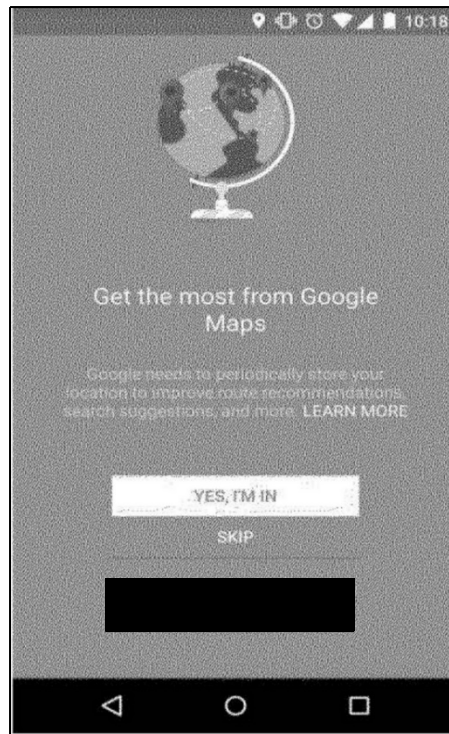 10:18
Get the most from Google
Maps
Google needs to periodically store your
location to improve route recommendations,
search suggestions, and more. LEARN MORE
YES, I'M IN
SKIP